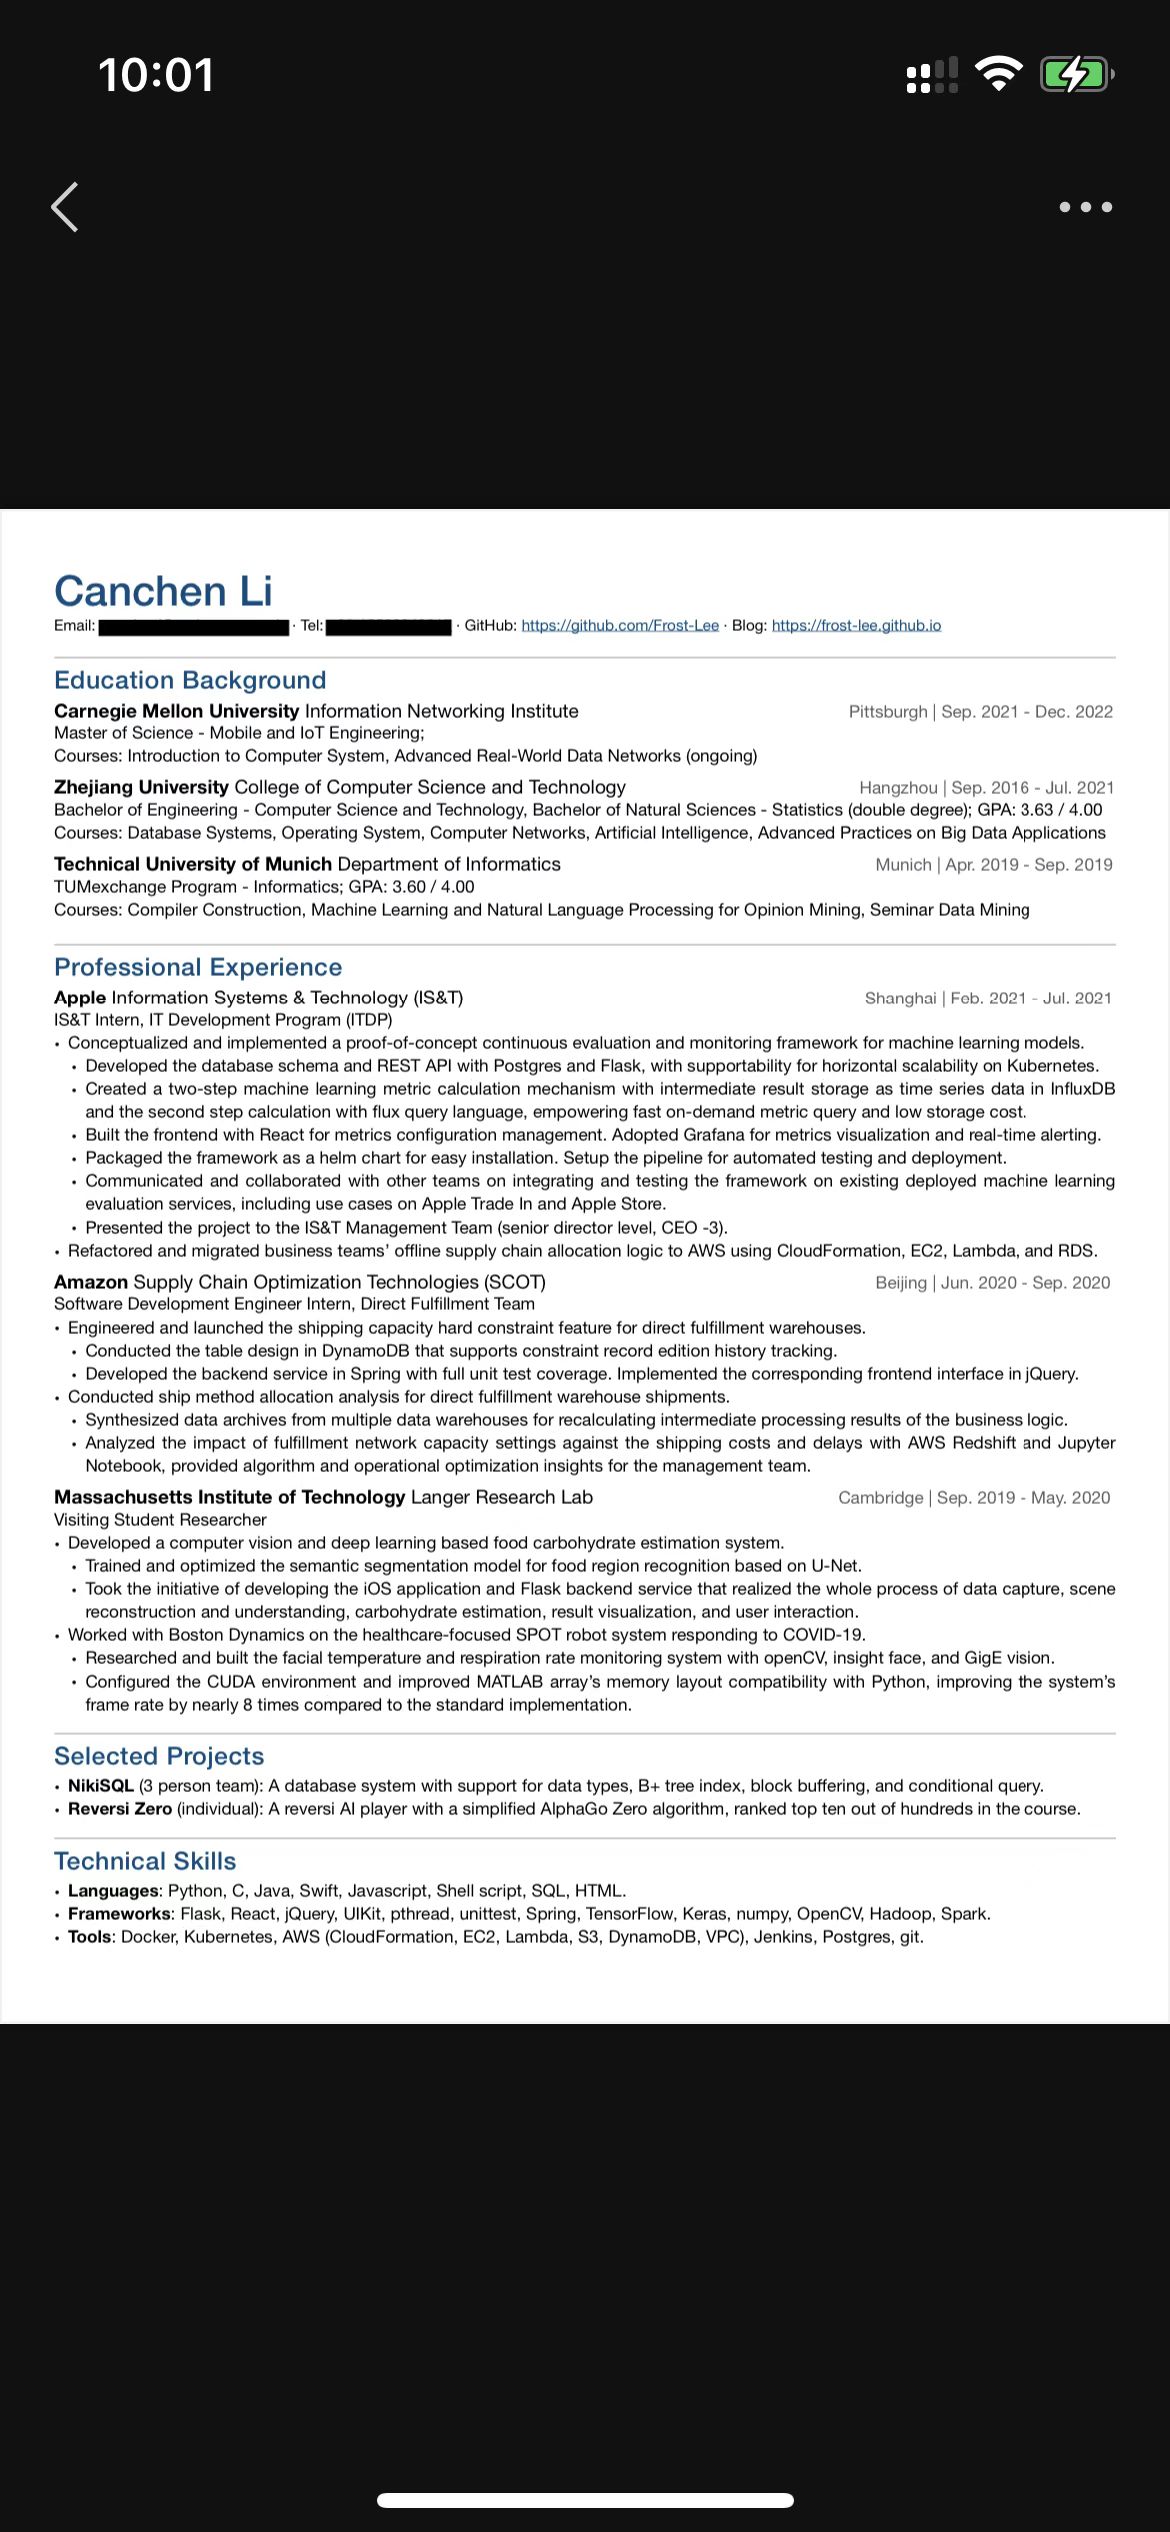 10:01
Canchen Li
Email: · Tel: · GitHub: https://github.com/Frost-Lee · Blog: https://frost-lee.github.io
Education Background
Carnegie Mellon University Information Networking Institute Pittsburgh | Sep. 2021 - Dec. 2022
Master of Science - Mobile and IoT Engineering;
Courses: Introduction to Computer System, Advanced Real-World Data Networks (ongoing)
Zhejiang University College of Computer Science and Technology Hangzhou | Sep. 2016 - Jul. 2021
Bachelor of Engineering - Computer Science and Technology, Bachelor of Natural Sciences - Statistics (double degree); GPA: 3.63 / 4.00
Courses: Database Systems, Operating System, Computer Networks, Artificial Intelligence, Advanced Practices on Big Data Applications
Technical University of Munich Department of Informatics Munich | Apr. 2019 - Sep. 2019
TUMexchange Program - Informatics; GPA: 3.60 / 4.00
Courses: Compiler Construction, Machine Learning and Natural Language Processing for Opinion Mining, Seminar Data Mining
Professional Experience
Apple Information Systems & Technology (IS&T) Shanghai | Feb. 2021 - Jul. 2021
IS&T Intern, IT Development Program (ITDP)
• Conceptualized and implemented a proof-of-concept continuous evaluation and monitoring framework for machine learning models.
• Developed the database schema and REST API with Postgres and Flask, with supportability for horizontal scalability on Kubernetes.
• Created a two-step machine learning metric calculation mechanism with intermediate result storage as time series data in InfluxDB
and the second step calculation with flux query language, empowering fast on-demand metric query and low storage cost.
• Built the frontend with React for metrics configuration management. Adopted Grafana for metrics visualization and real-time alerting.
• Packaged the framework as a helm chart for easy installation. Setup the pipeline for automated testing and deployment.
• Communicated and collaborated with other teams on integrating and testing the framework on existing deployed machine learning
evaluation services, including use cases on Apple Trade In and Apple Store.
• Presented the project to the IS&T Management Team (senior director level, CEO -3).
• Refactored and migrated business teams' offline supply chain allocation logic to AWS using CloudFormation, EC2, Lambda, and RDS.
Amazon Supply Chain Optimization Technologies (SCOT) Beijing | Jun. 2020 - Sep. 2020
Software Development Engineer Intern, Direct Fulfillment Team
• Engineered and launched the shipping capacity hard constraint feature for direct fulfillment warehouses.
• Conducted the table design in DynamoDB that supports constraint record edition history tracking.
• Developed the backend service in Spring with full unit test coverage. Implemented the corresponding frontend interface in jQuery.
• Conducted ship method allocation analysis for direct fulfillment warehouse shipments.
• Synthesized data archives from multiple data warehouses for recalculating intermediate processing results of the business logic.
• Analyzed the impact of fulfillment network capacity settings against the shipping costs and delays with AWS Redshift and Jupyter
Notebook, provided algorithm and operational optimization insights for the management team.
Massachusetts Institute of Technology Langer Research Lab Cambridge | Sep. 2019 - May. 2020
Visiting Student Researcher
• Developed a computer vision and deep learning based food carbohydrate estimation system.
• Trained and optimized the semantic segmentation model for food region recognition based on U-Net.
• Took the initiative of developing the iOS application and Flask backend service that realized the whole process of data capture, scene
reconstruction and understanding, carbohydrate estimation, result visualization, and user interaction.
• Worked with Boston Dynamics on the healthcare-focused SPOT robot system responding to COVID-19.
• Researched and built the facial temperature and respiration rate monitoring system with openCV, insight face, and GigE vision.
• Configured the CUDA environment and improved MATLAB array's memory layout compatibility with Python, improving the system's
frame rate by nearly 8 times compared to the standard implementation.
Selected Projects
• NikiSQL (3 person team): A database system with support for data types, B+ tree index, block buffering, and conditional query.
• Reversi Zero (individual): A reversi AI player with a simplified AlphaGo Zero algorithm, ranked top ten out of hundreds in the course.
Technical Skills
• Languages: Python, C, Java, Swift, Javascript, Shell script, SQL, HTML.
• Frameworks: Flask, React, jQuery, UIKit, pthread, unittest, Spring, TensorFlow, Keras, numpy, OpenCV, Hadoop, Spark.
• Tools: Docker, Kubernetes, AWS (CloudFormation, EC2, Lambda, S3, DynamoDB, VPC), Jenkins, Postgres, git.